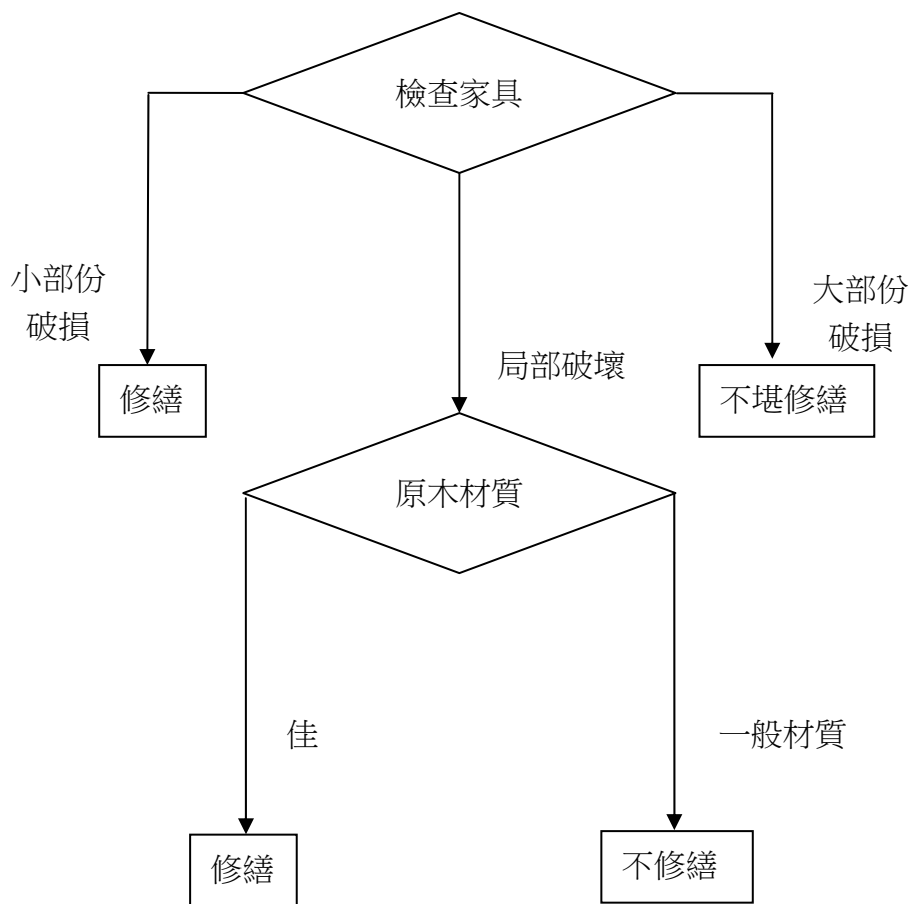 檢查家具
小部份
破損
大部份
破損
局部破壞
修繕
不堪修繕
原木材質
佳
一般材質
修繕
不修繕